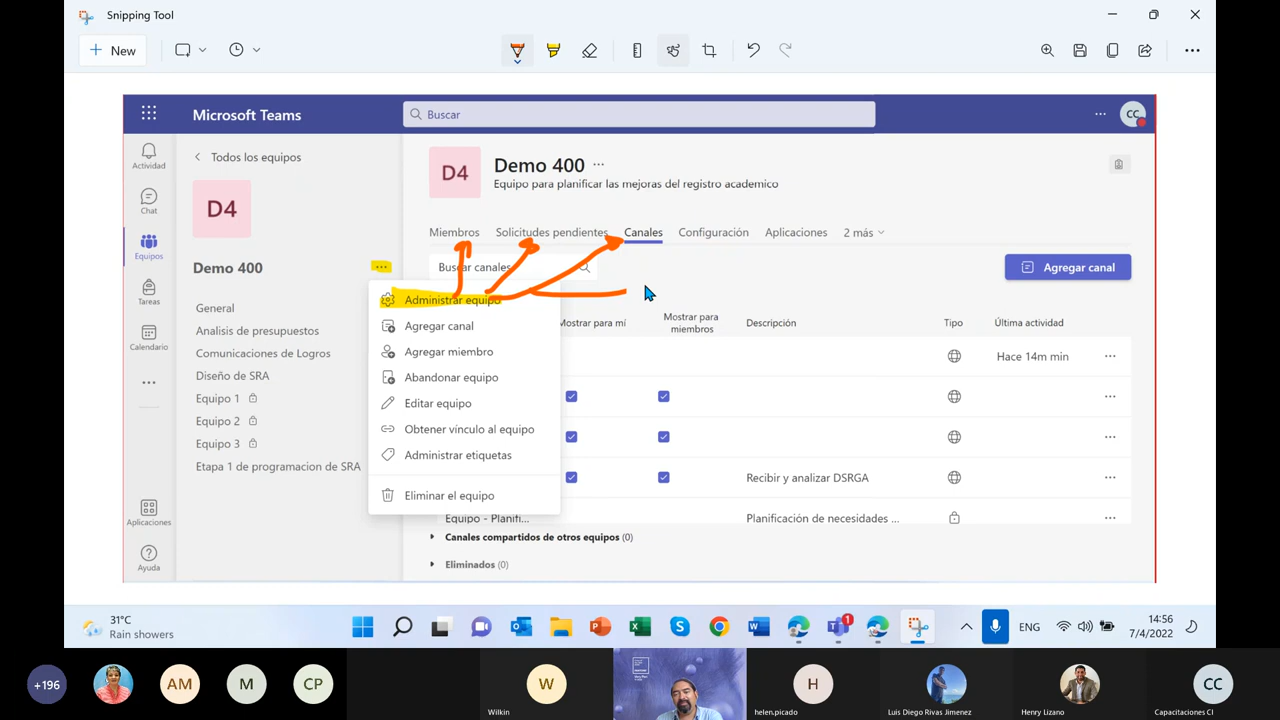 Snipping Tool
New
Microsoft Teams
Buscar
CC
Actividad
Chat
Equipos
Tareas
Calendario
Aplicaciones
Ayuda
Todos los equipos
D4
Demo 400
General
Analisis de presupuestos
Comunicaciones de Logros
Diseño de SRA
Equipo 1
Equipo 2
Equipo 3
Etapa 1 de programacion de SRA
Administrar equipo
Agregar canal
Agregar miembro
Abandonar equipo
Editar equipo
Obtener vínculo al equipo
Administrar etiquetas
Eliminar el equipo
D4
Demo 400
Equipo para planificar las mejoras del registro academico
Miembros Solicitudes pendientes Canales Configuración Aplicaciones 2 más
Buscar canales
Agregar canal
Mostrar para mí Mostrar para miembros Descripción Tipo Última actividad
Hace 14m min
Recibir y analizar DSRGA
Equipo - Planifi... Planificación de necesidades ...
Canales compartidos de otros equipos (0)
Eliminados (0)
31°C
Rain showers
1
ENG
14:56
7/4/2022
+196
AM
M
CP
W
Wilkin
H
helen.picado
Luis Diego Rivas Jimenez
Henry Lizano
CC
Capacitaciones CI